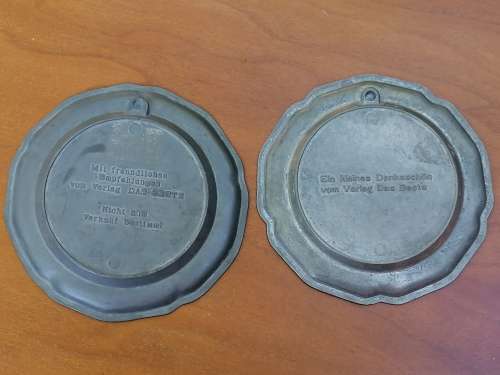 Mit freundlichen
Empfehlungen
vom Verlag DAS BESTE
Nicht zum
Verkauf bestimmt
Ein kleines Dankeschön
vom Verlag Das Beste